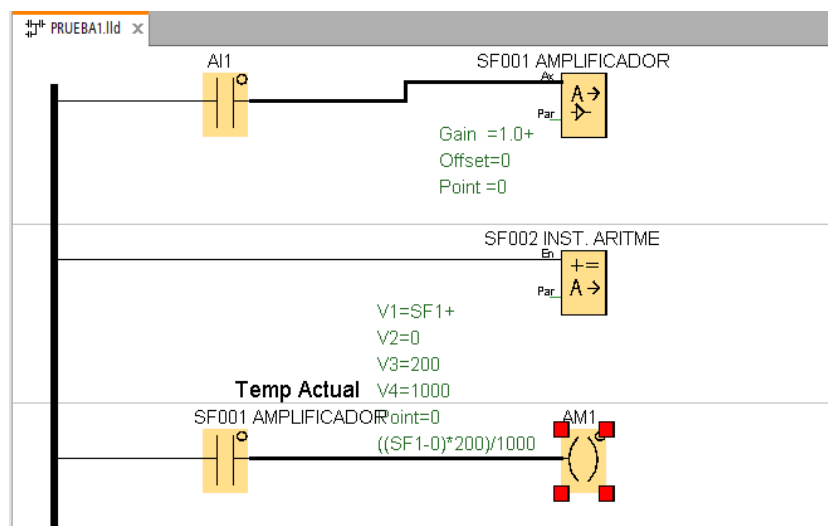 PRUEBA1.lld
AI1
SF001 AMPLIFICADOR
Ax
A→
Par
Gain =1.0+
Offset=0
Point =0
SF002 INST. ARITME
En
+=
Par
A→
V1=SF1+
V2=0
V3=200
Temp Actual
V4=1000
SF001 AMPLIFICADOR
Point=0
AM1
((SF1-0)*200)/1000